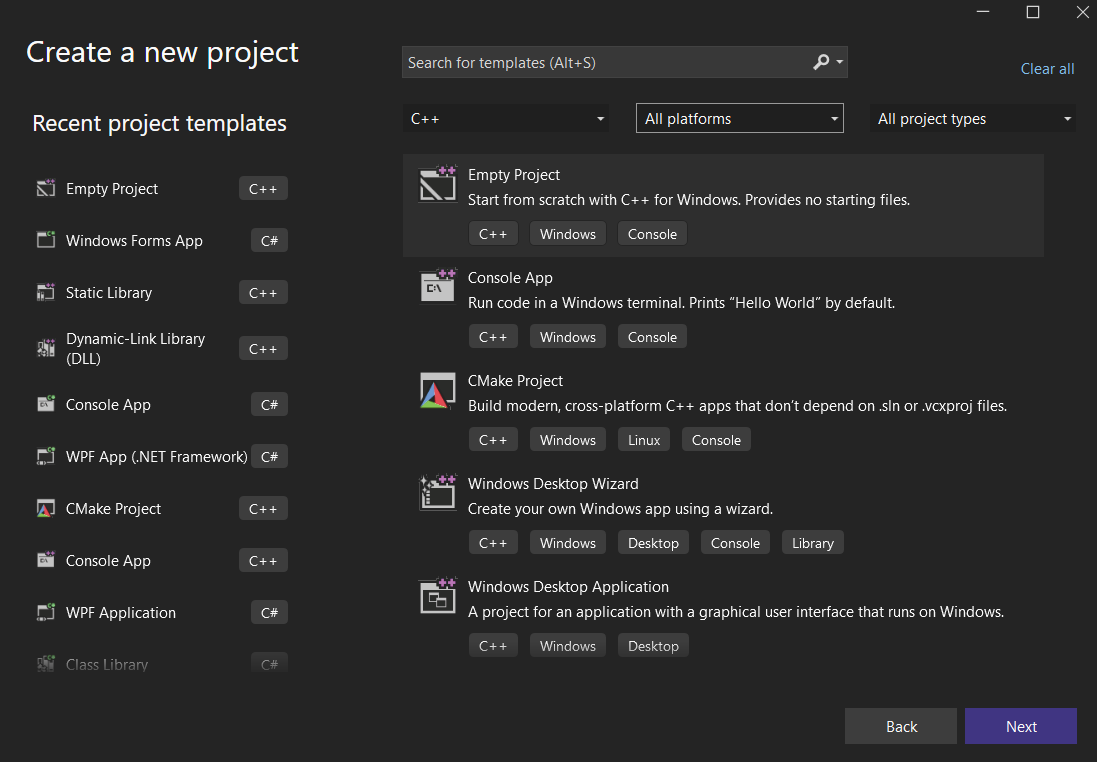 Create a new project
Search for templates (Alt+S)
Clear all
C++
All platforms
All project types
Recent project templates
Empty Project C++
Windows Forms App C#
Static Library C++
Dynamic-Link Library
(DLL) C++
Console App C#
WPF App (.NET Framework) C#
CMake Project C++
Console App C++
WPF Application C#
Class Library C#
Empty Project
Start from scratch with C++ for Windows. Provides no starting files.
C++ Windows Console
Console App
Run code in a Windows terminal. Prints “Hello World” by default.
C++ Windows Console
CMake Project
Build modern, cross-platform C++ apps that don’t depend on .sln or .vcxproj files.
C++ Windows Linux Console
Windows Desktop Wizard
Create your own Windows app using a wizard.
C++ Windows Desktop Console Library
Windows Desktop Application
A project for an application with a graphical user interface that runs on Windows.
C++ Windows Desktop
Back
Next